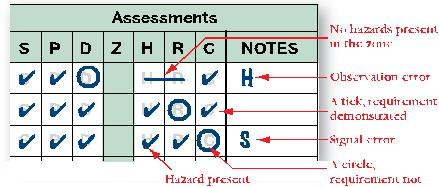 Assessments
S P D Z H R C NOTES
No hazards present
in the zone
H
Observation error
A tick, requirement
demonstrated
S
Signal error
A circle,
requirement not
Hazard present